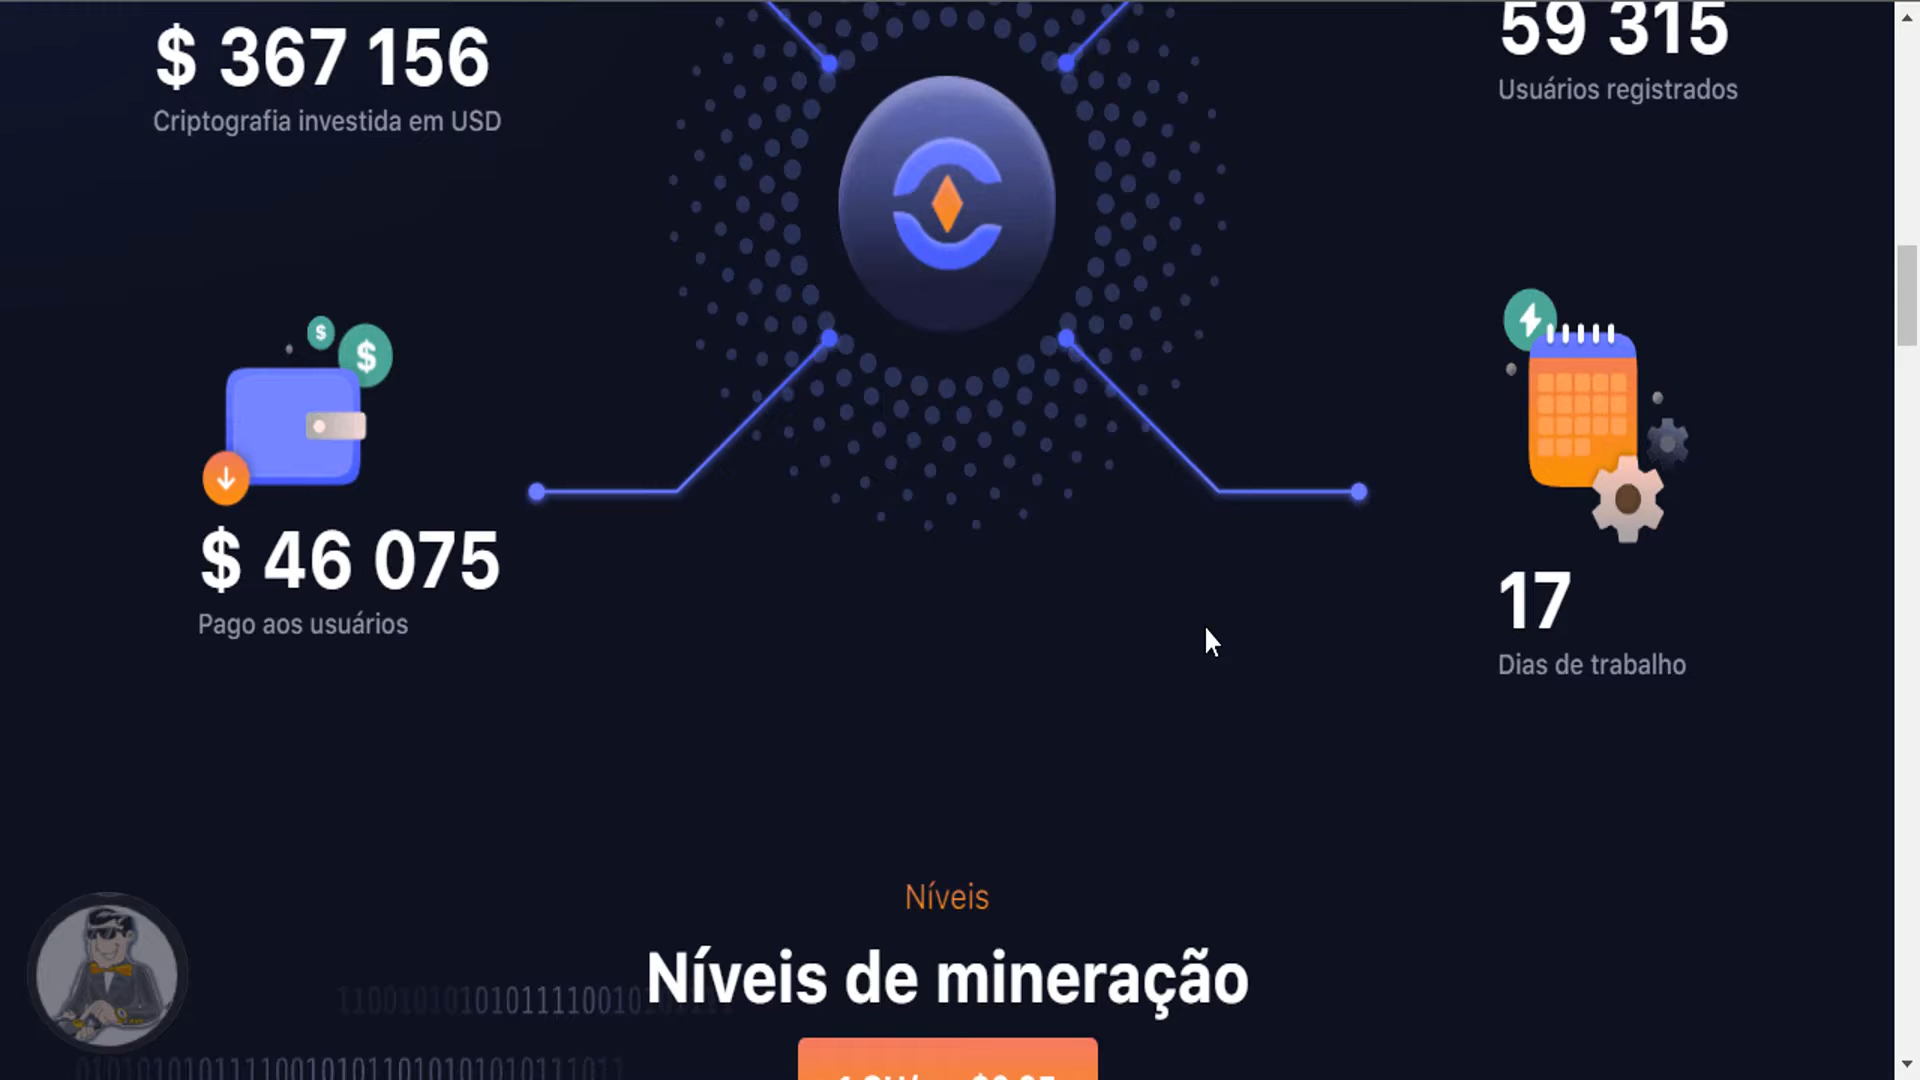 $ 367 156
Criptografia investida em USD
59 315
Usuários registrados
$ $
$ 46 075
Pago aos usuários
17
Dias de trabalho
Níveis
Níveis de mineração